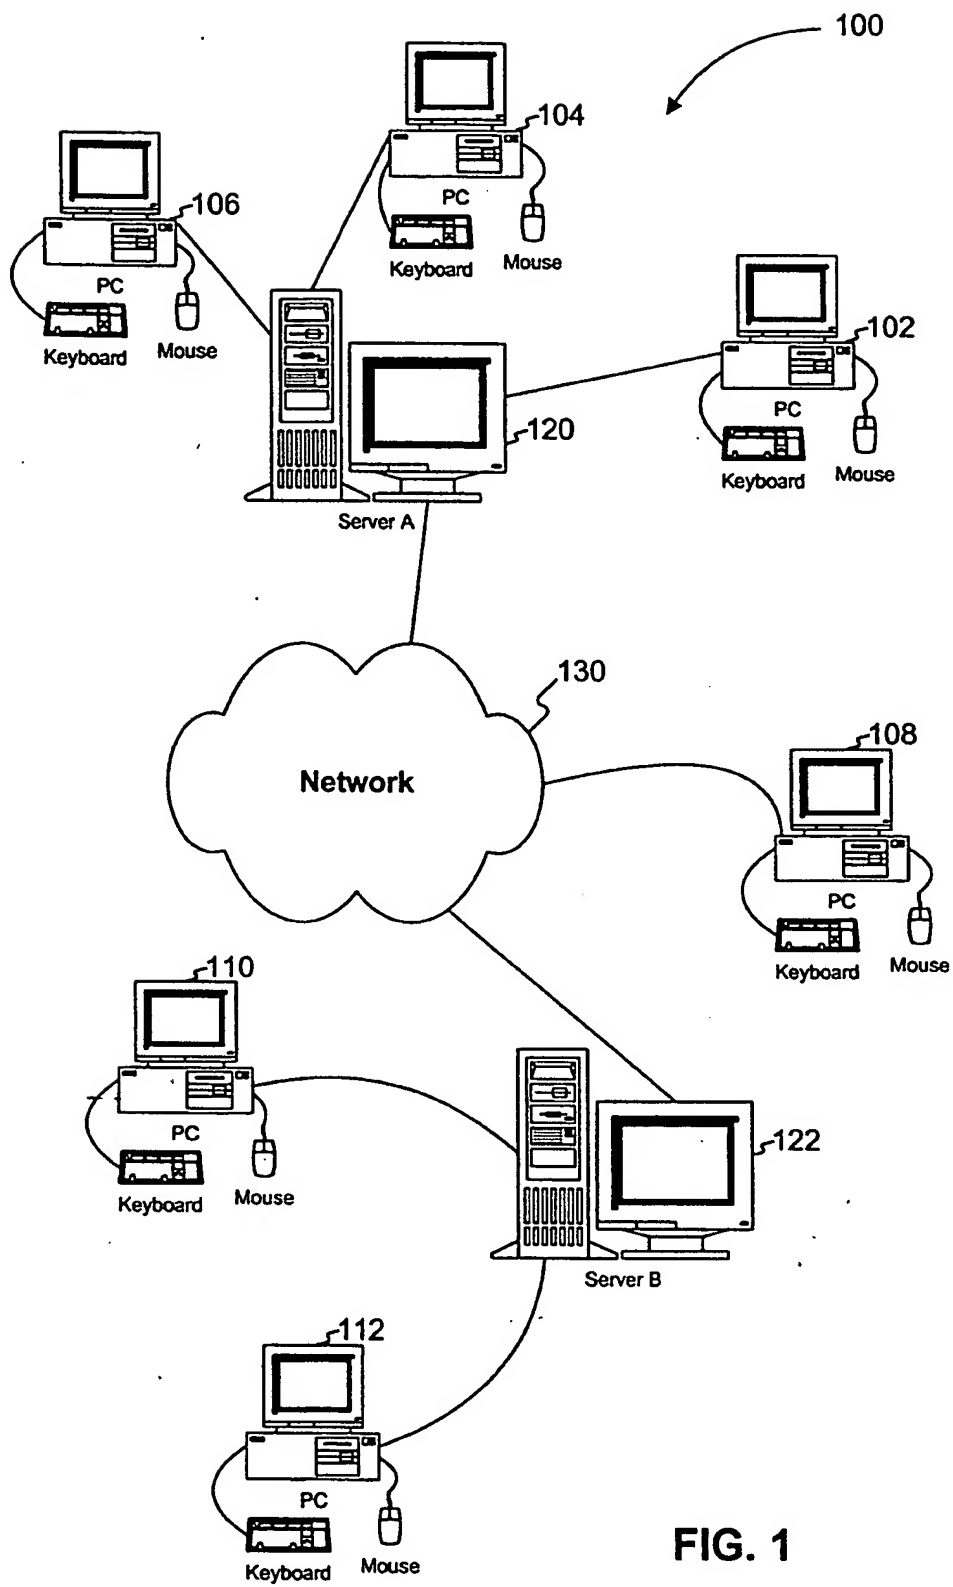 100
104
PC
Keyboard
Mouse
106
PC
Keyboard
Mouse
102
PC
Keyboard
Mouse
120
Server A
130
Network
108
PC
Keyboard
Mouse
110
PC
Keyboard
Mouse
122
Server B
112
PC
Keyboard
Mouse
FIG. 1